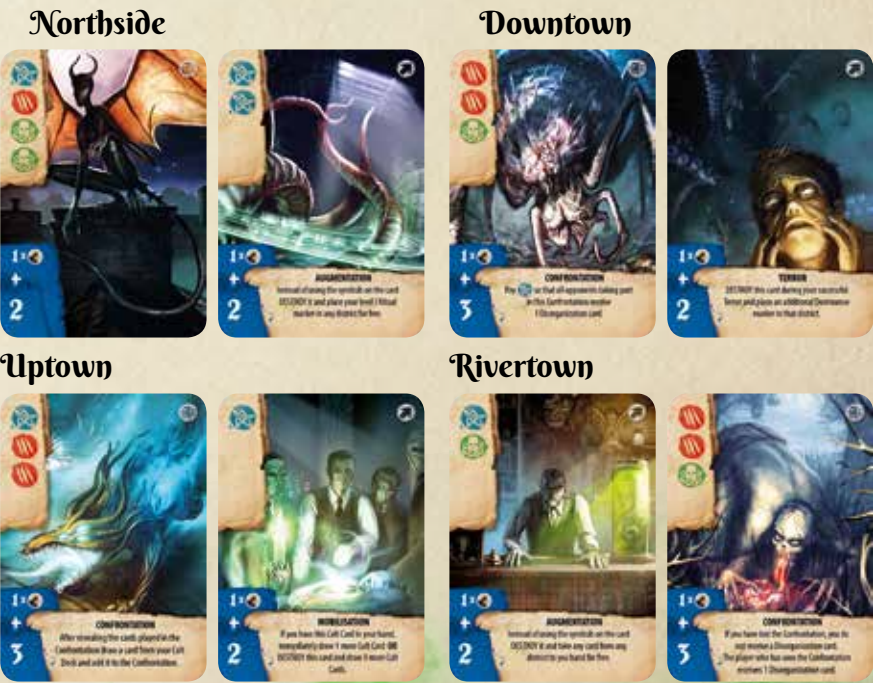 Northside
Downtown
1x
+
2
1x
+
2
AUGMENTATION
Instead of using the symbols on the card
DESTROY it and place your level 1 Ritual
marker in any district for free.
1x
+
3
CONFRONTATION
Pay so that all opponents taking part
in this Confrontation receive
1 Disorganization card.
1x
+
2
TERROR
DESTROY this card during your successful
Terror and place an additional Dominance
marker in that district.
Uptown
Rivertown
1x
+
3
CONFRONTATION
After revealing the cards played in the
Confrontation draw a card from your Cult
Deck and add it to the Confrontation.
1x
+
2
MOBILISATION
If you have this Cult Card in your hand,
immediately draw 1 more Cult Card OR
DESTROY this card and draw 3 more Cult
Cards.
1x
+
2
AUGMENTATION
Instead of using the symbols on the card
DESTROY it and take any card from any
district to your hand for free.
1x
+
3
CONFRONTATION
If you have lost the Confrontation, you do
not receive a Disorganization card.
The player who has won the Confrontation
receives 1 Disorganization card.